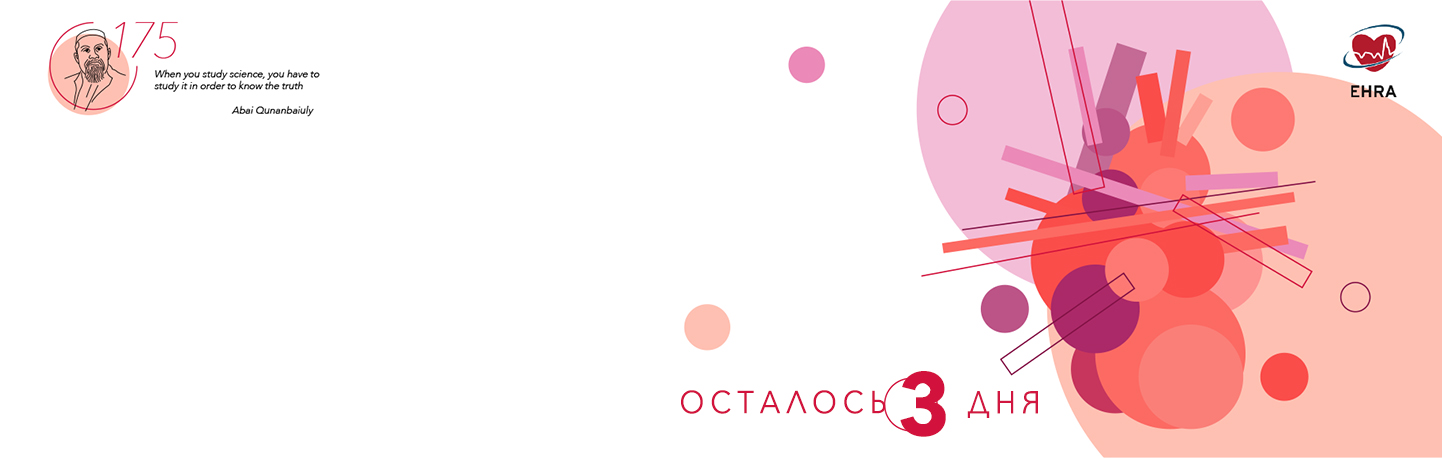 175
When you study science, you have to
study it in order to know the truth
Abai Qunanbaiuly
EHRA
ОСТАЛОСЬ 3 ДНЯ